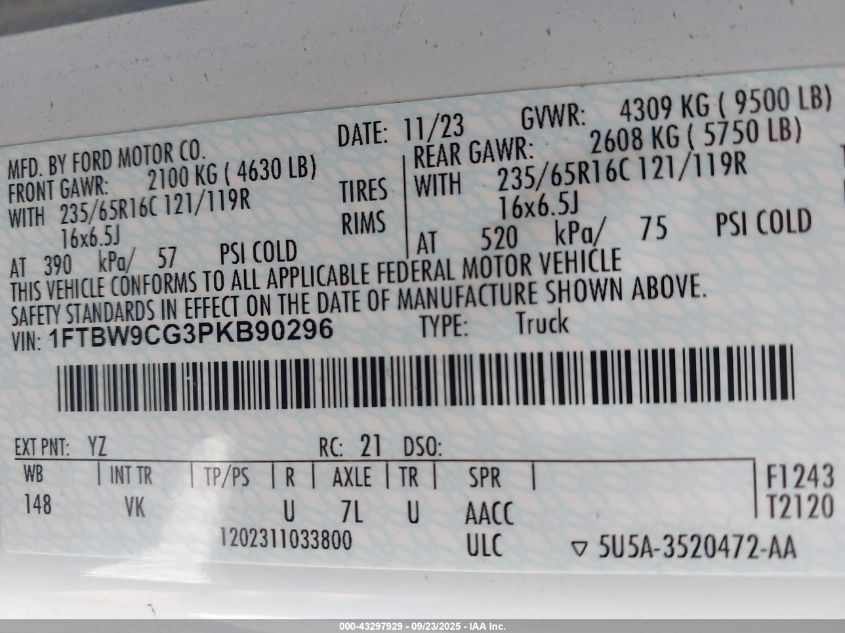 MFD. BY FORD MOTOR CO. DATE: 11/23 GVWR: 4309 KG ( 9500 LB)
FRONT GAWR: 2100 KG ( 4630 LB) REAR GAWR: 2608 KG ( 5750 LB)
WITH 235/65R16C 121/119R TIRES WITH 235/65R16C 121/119R
16x6.5J RIMS 16x6.5J
AT 390 kPa/ 57 PSI COLD AT 520 kPa/ 75 PSI COLD
THIS VEHICLE CONFORMS TO ALL APPLICABLE FEDERAL MOTOR VEHICLE
SAFETY STANDARDS IN EFFECT ON THE DATE OF MANUFACTURE SHOWN ABOVE.
VIN: 1FTBW9CG3PKB90296 TYPE: Truck
EXT PNT: YZ RC: 21 DSO:
WB INT TR TP/PS R AXLE TR SPR F1243
148 VK U 7L U AACC T2120
1202311033800 ULC ▽ 5U5A-3520472-AA
000-43297929 - 09/23/2025 - IAA Inc.